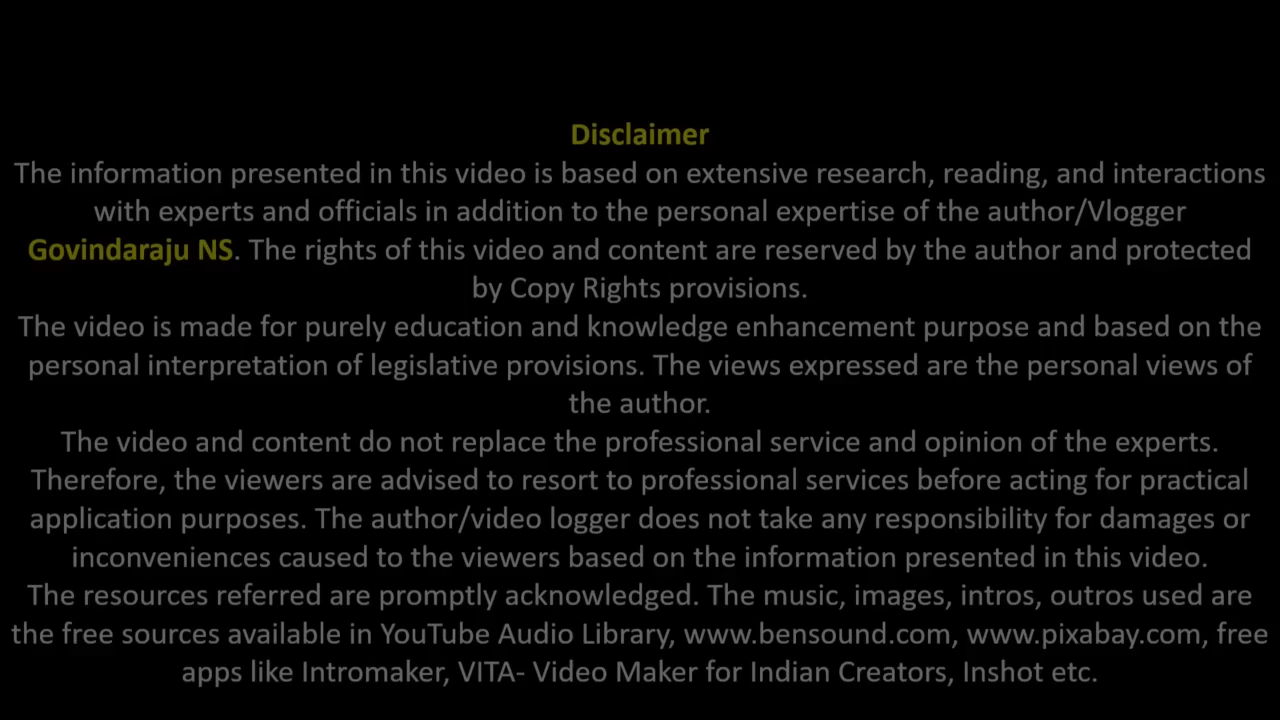 Disclaimer
The information presented in this video is based on extensive research, reading, and interactions
with experts and officials in addition to the personal expertise of the author/Vlogger
Govindaraju NS. The rights of this video and content are reserved by the author and protected
by Copy Rights provisions.
The video is made for purely education and knowledge enhancement purpose and based on the
personal interpretation of legislative provisions. The views expressed are the personal views of
the author.
The video and content do not replace the professional service and opinion of the experts.
Therefore, the viewers are advised to resort to professional services before acting for practical
application purposes. The author/video logger does not take any responsibility for damages or
inconveniences caused to the viewers based on the information presented in this video.
The resources referred are promptly acknowledged. The music, images, intros, outros used are
the free sources available in YouTube Audio Library, www.bensound.com, www.pixabay.com, free
apps like Intromaker, VITA- Video Maker for Indian Creators, Inshot etc.